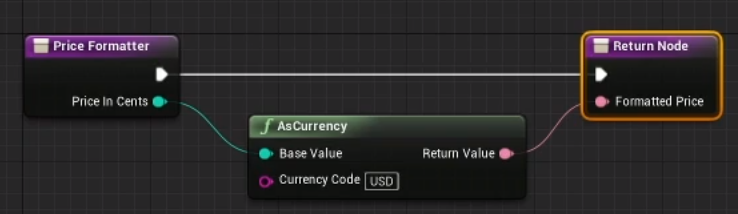 Price Formatter
Return Node
Price In Cents
Formatted Price
f AsCurrency
Base Value
Return Value
Currency Code USD